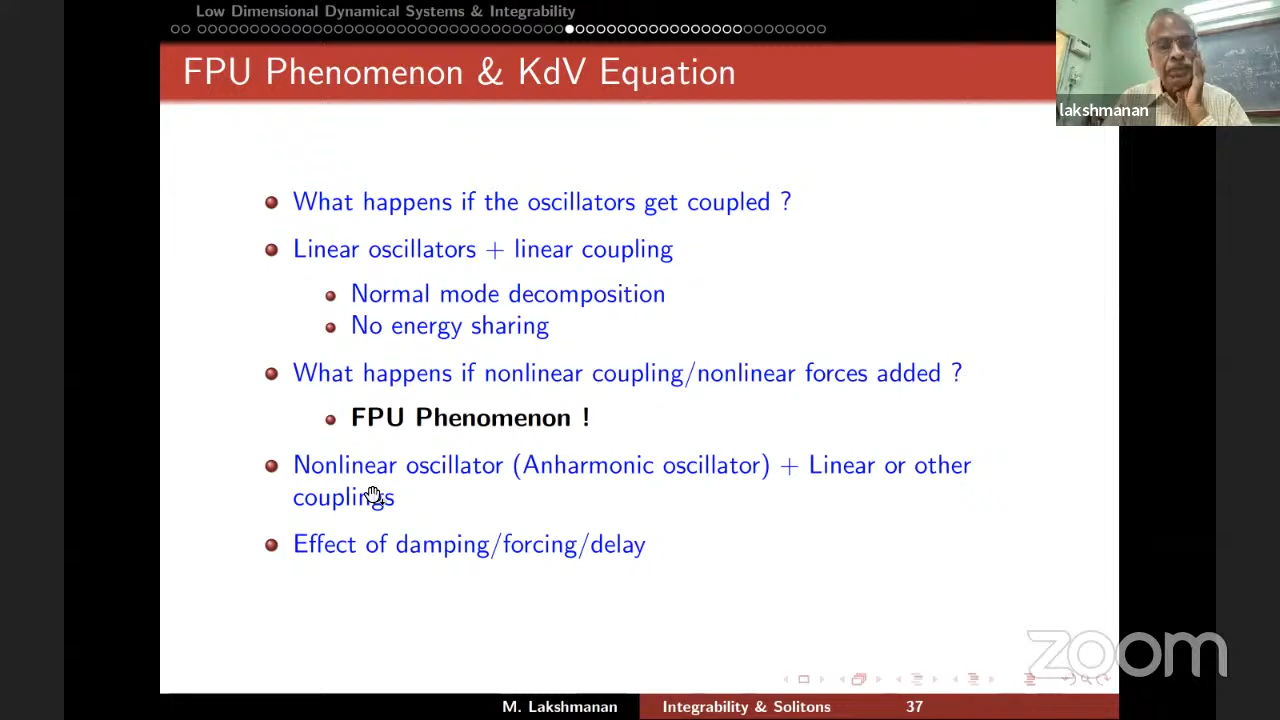 Low Dimensional Dynamical Systems & Integrability
FPU Phenomenon & KdV Equation
lakshmanan
What happens if the oscillators get coupled ?
Linear oscillators + linear coupling
Normal mode decomposition
No energy sharing
What happens if nonlinear coupling/nonlinear forces added ?
FPU Phenomenon !
Nonlinear oscillator (Anharmonic oscillator) + Linear or other
couplings
Effect of damping/forcing/delay
zoom
M. Lakshmanan Integrability & Solitons 37